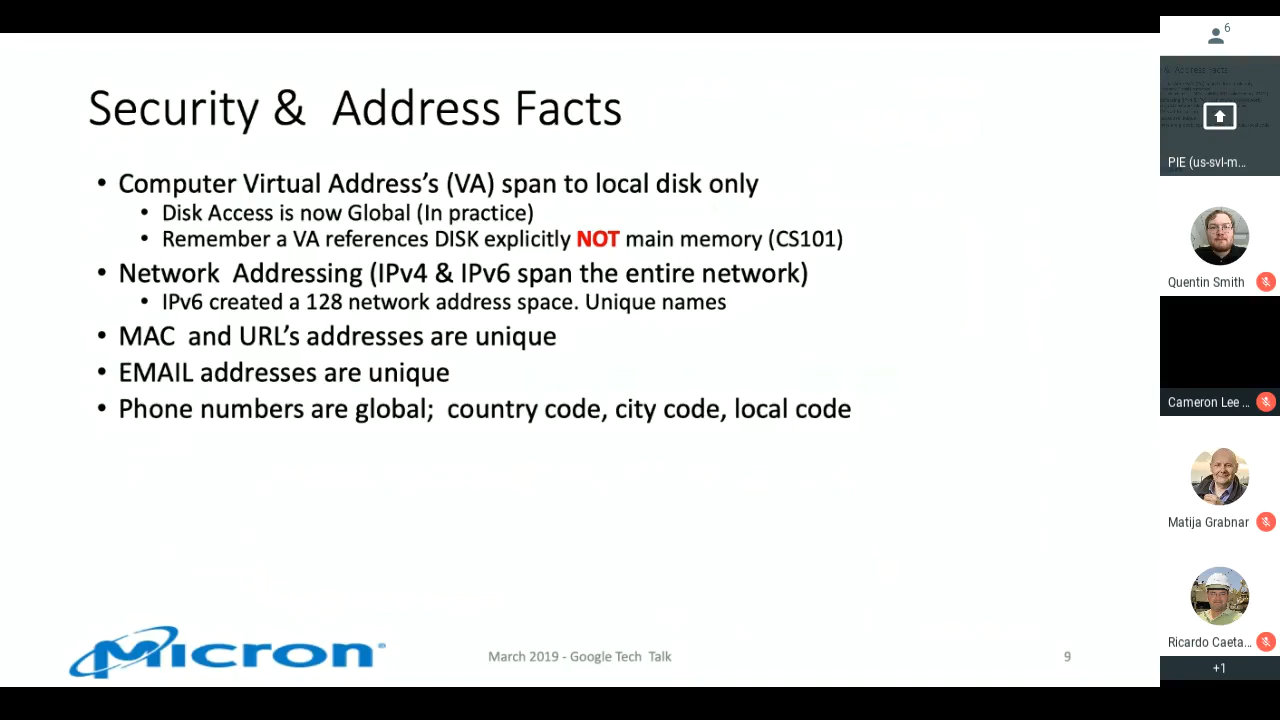 Security & Address Facts
• Computer Virtual Address's (VA) span to local disk only
• Disk Access is now Global (In practice)
• Remember a VA references DISK explicitly NOT main memory (CS101)
• Network Addressing (IPv4 & IPv6 span the entire network)
• IPv6 created a 128 network address space. Unique names
• MAC and URL's addresses are unique
• EMAIL addresses are unique
• Phone numbers are global; country code, city code, local code
Micron®
March 2019 - Google Tech Talk
9
6
PIE (us-svl-m...
Quentin Smith
Cameron Lee ...
Matija Grabnar
Ricardo Caeta...
+1